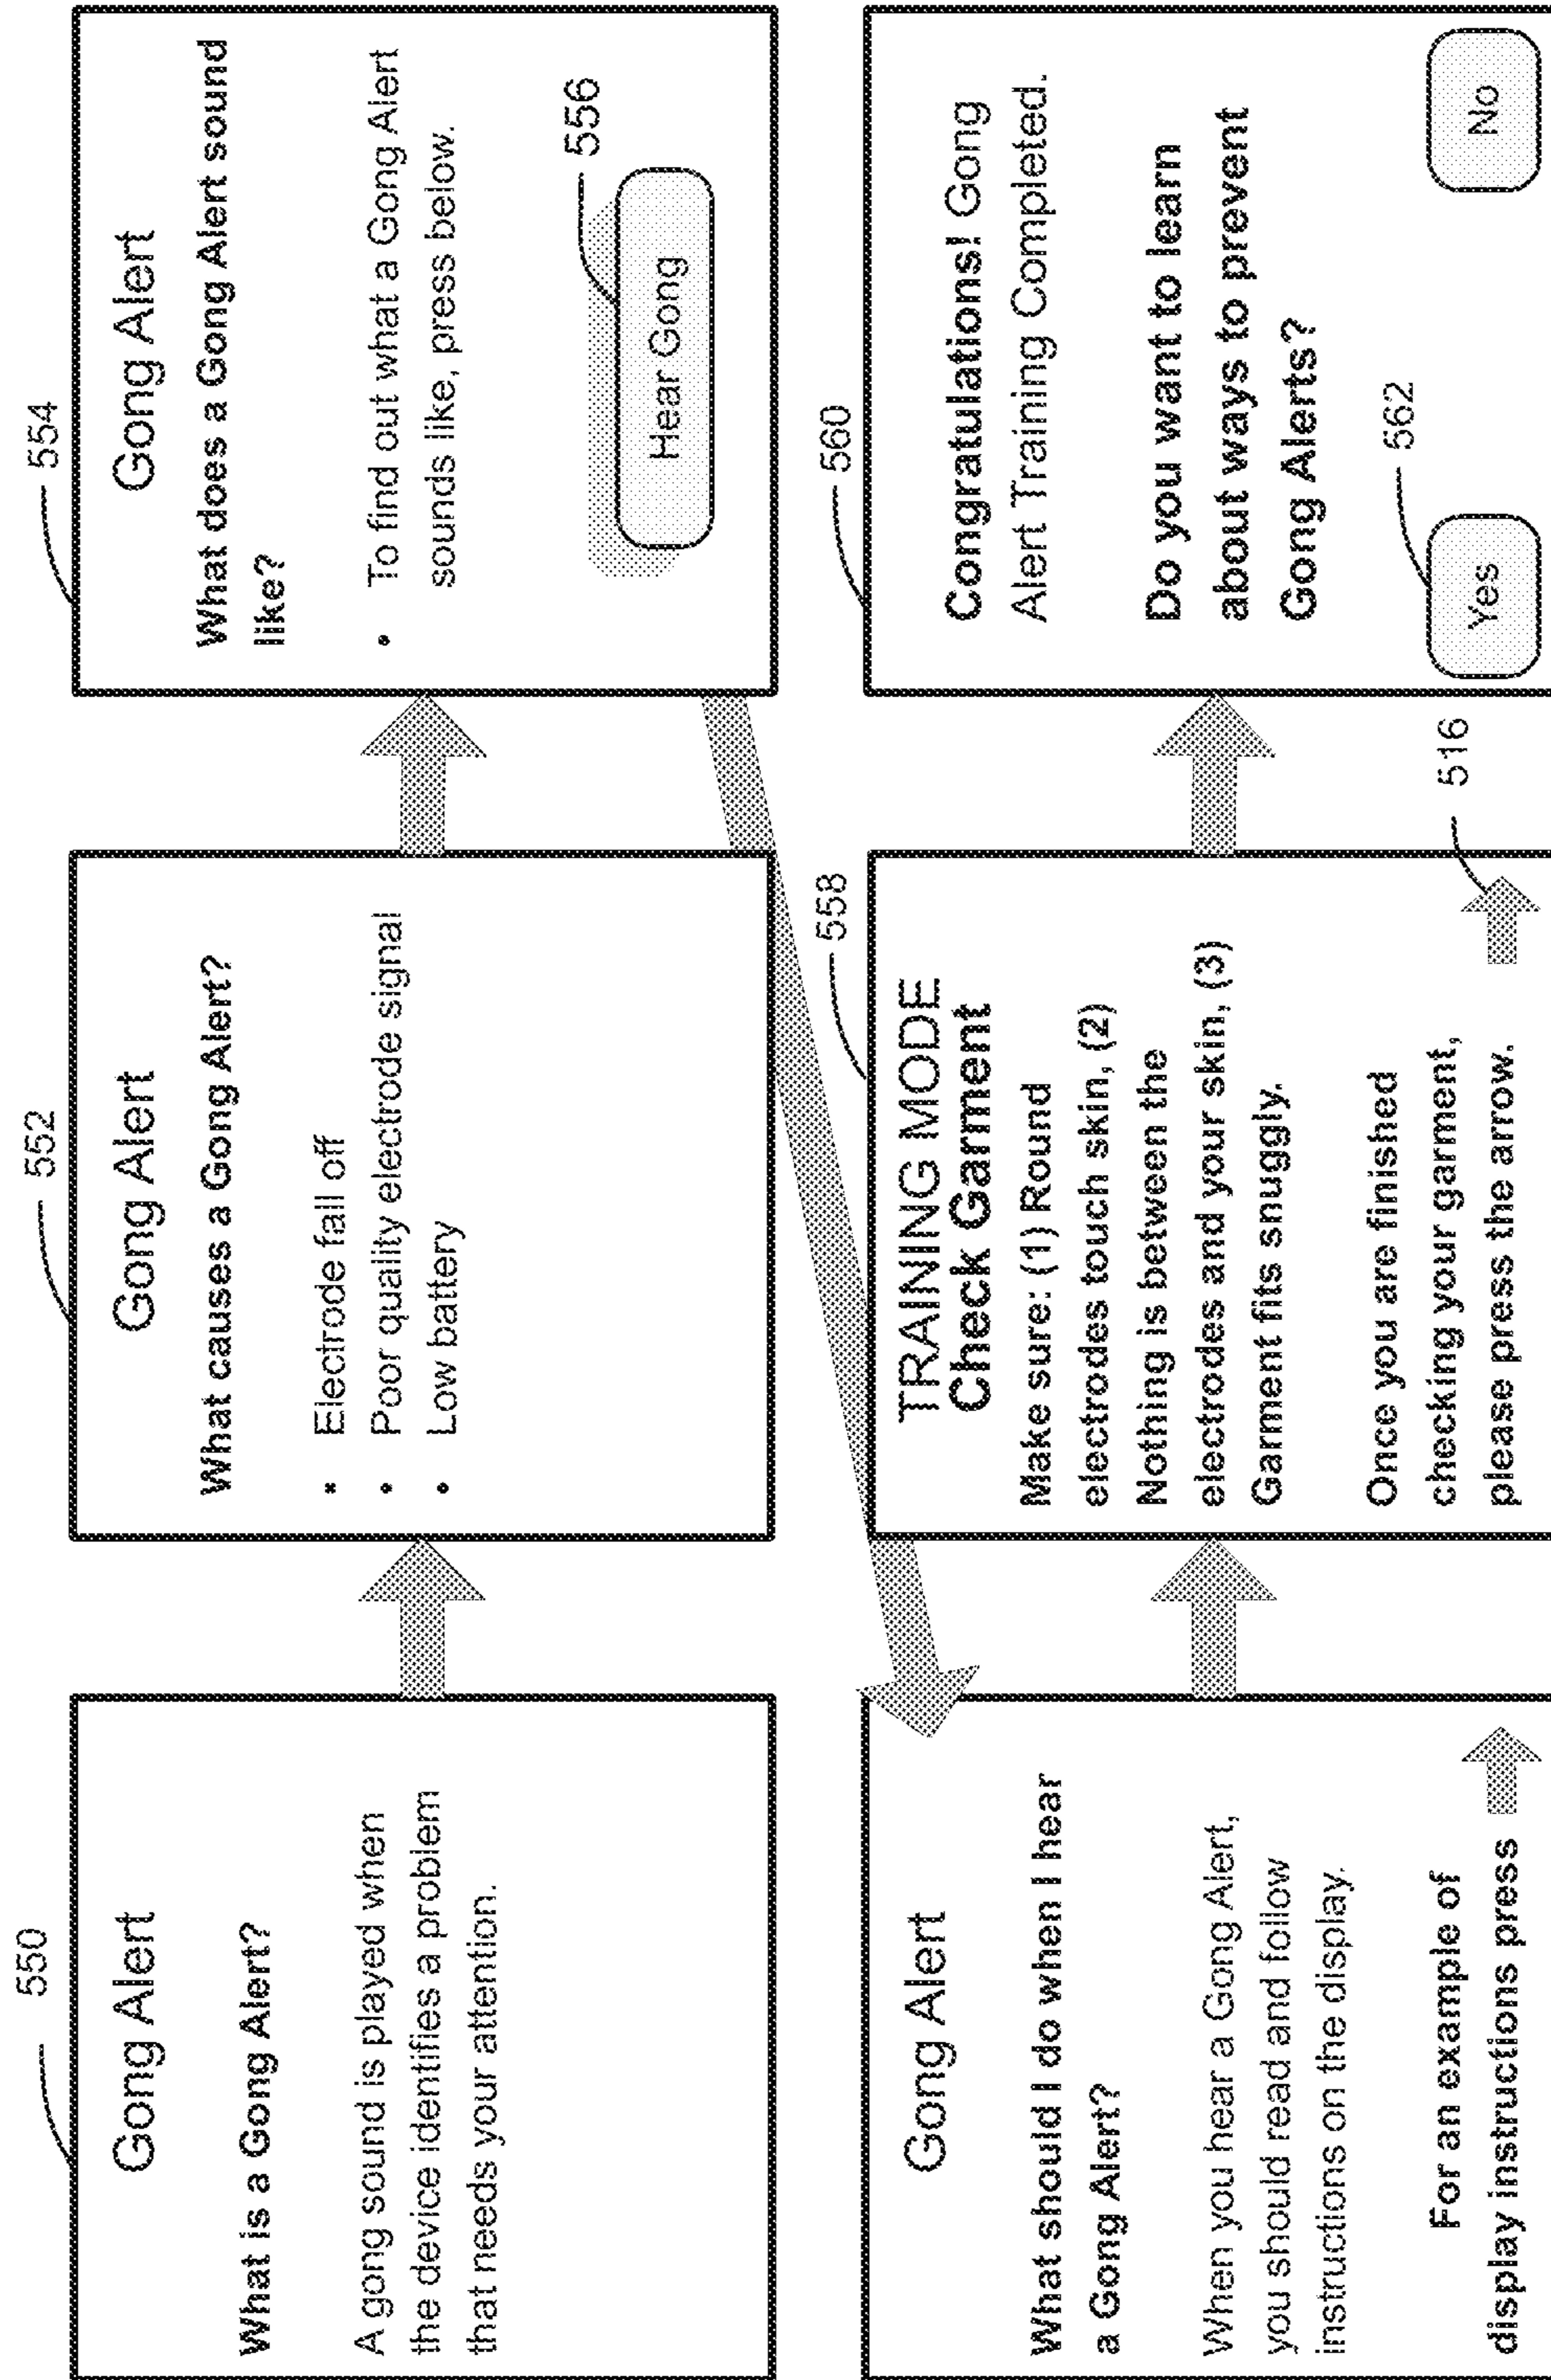 550
Gong Alert
What is a Gong Alert?
A gong sound is played when
the device identifies a problem
that needs your attention.
552
Gong Alert
What causes a Gong Alert?
• Electrode fall off
• Poor quality electrode signal
• Low battery
554
Gong Alert
What does a Gong Alert sound
like?
• To find out what a Gong Alert
sounds like, press below.
556
Hear Gong
Gong Alert
What should I do when I hear
a Gong Alert?
When you hear a Gong Alert,
you should read and follow
instructions on the display.
For an example of
display instructions press
558
TRAINING MODE
Check Garment
Make sure: (1) Round
electrodes touch skin, (2)
Nothing is between the
electrodes and your skin, (3)
Garment fits snuggly.
Once you are finished
checking your garment,
please press the arrow.
516
560
Congratulations! Gong
Alert Training Completed.
Do you want to learn
about ways to prevent
Gong Alerts?
562
Yes
No